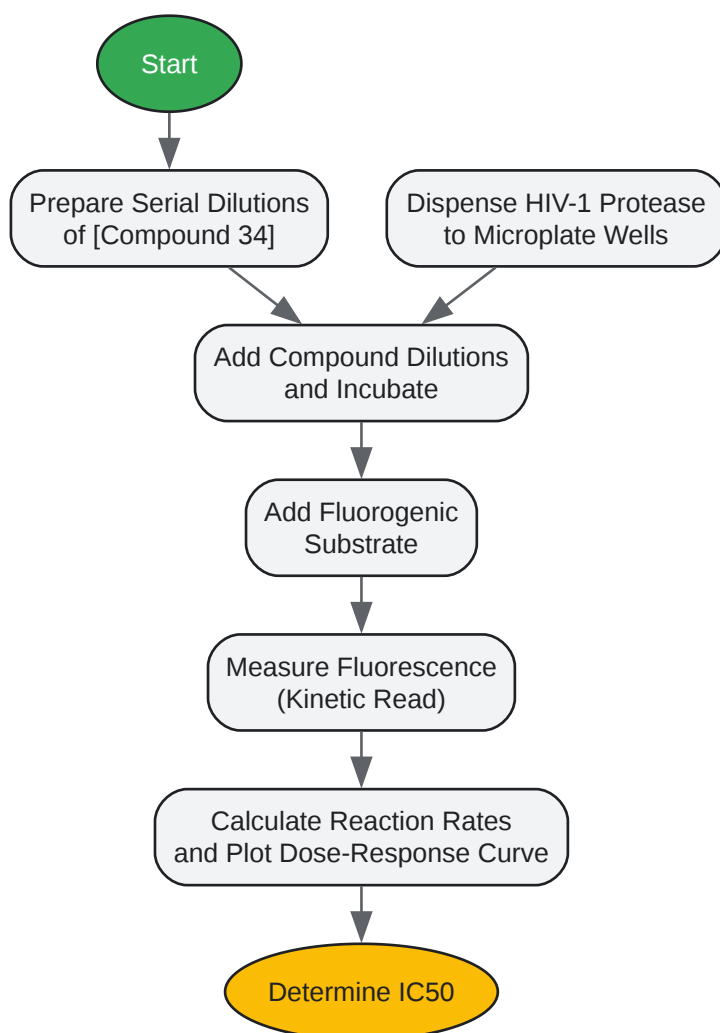 Start
Prepare Serial Dilutions
of [Compound 34]
Dispense HIV-1 Protease
to Microplate Wells
Add Compound Dilutions
and Incubate
Add Fluorogenic
Substrate
Measure Fluorescence
(Kinetic Read)
Calculate Reaction Rates
and Plot Dose-Response Curve
Determine IC50